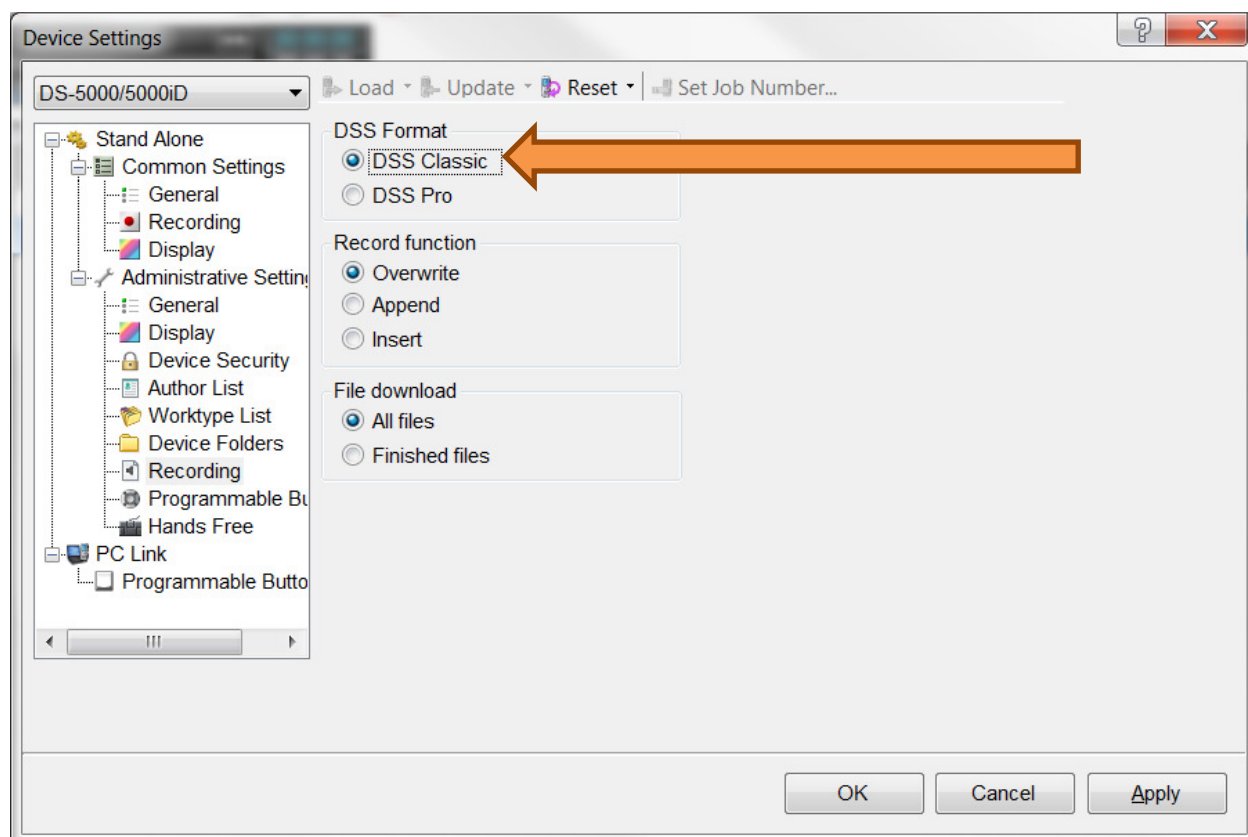 Device Settings
DS-5000/5000iD
Load Update Reset Set Job Number...
Stand Alone
Common Settings
General
Recording
Display
Administrative Setting
General
Display
Device Security
Author List
Worktype List
Device Folders
Recording
Programmable Bu
Hands Free
PC Link
Programmable Butto
DSS Format
DSS Classic
DSS Pro
Record function
Overwrite
Append
Insert
File download
All files
Finished files
OK Cancel Apply